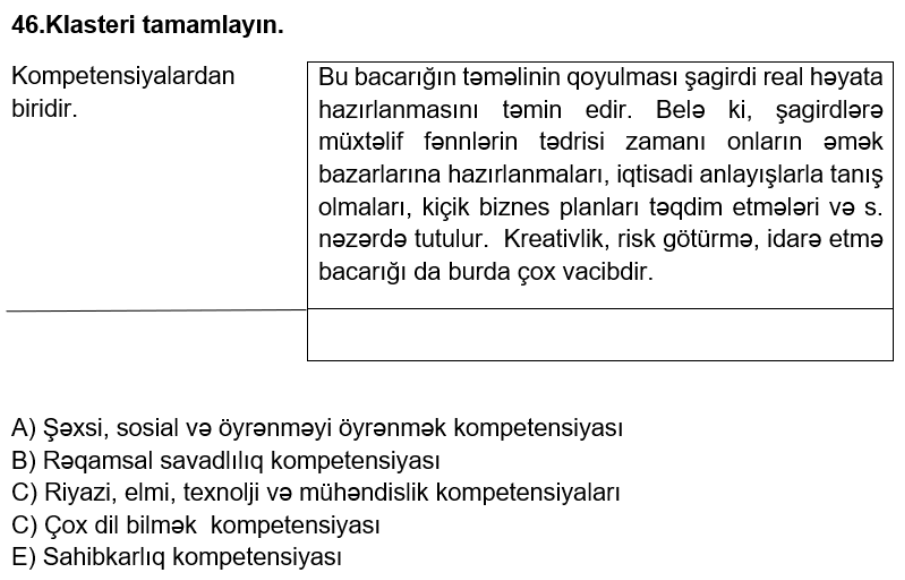 46.Klasteri tamamlayın.
Kompetensiyalardan
biridir.
Bu bacarığın təməlinin qoyulması şagirdi real həyata
hazırlanmasını təmin edir. Belə ki, şagirdlərə
müxtəlif fənnlərin tədrisi zamanı onların əmək
bazarlarına hazırlanmaları, iqtisadi anlayışlarla tanış
olmaları, kiçik biznes planları təqdim etmələri və s.
nəzərdə tutulur. Kreativlik, risk götürmə, idarə etmə
bacarığı da burda çox vacibdir.
A) Şəxsi, sosial və öyrənməyi öyrənmək kompetensiyası
B) Rəqamsal savadlılıq kompetensiyası
C) Riyazi, elmi, texnolji və mühəndislik kompetensiyaları
C) Çox dil bilmək kompetensiyası
E) Sahibkarlıq kompetensiyası